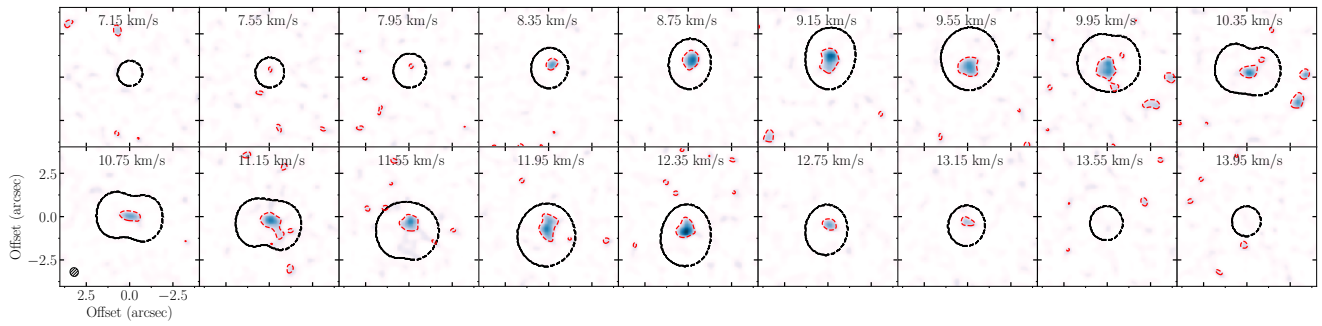 7.15 km/s
7.55 km/s
7.95 km/s
8.35 km/s
8.75 km/s
9.15 km/s
9.55 km/s
9.95 km/s
10.35 km/s
10.75 km/s
11.15 km/s
11.55 km/s
11.95 km/s
12.35 km/s
12.75 km/s
13.15 km/s
13.55 km/s
13.95 km/s
2.5
0.0
−2.5
Offset (arcsec)
2.5 0.0 −2.5
Offset (arcsec)